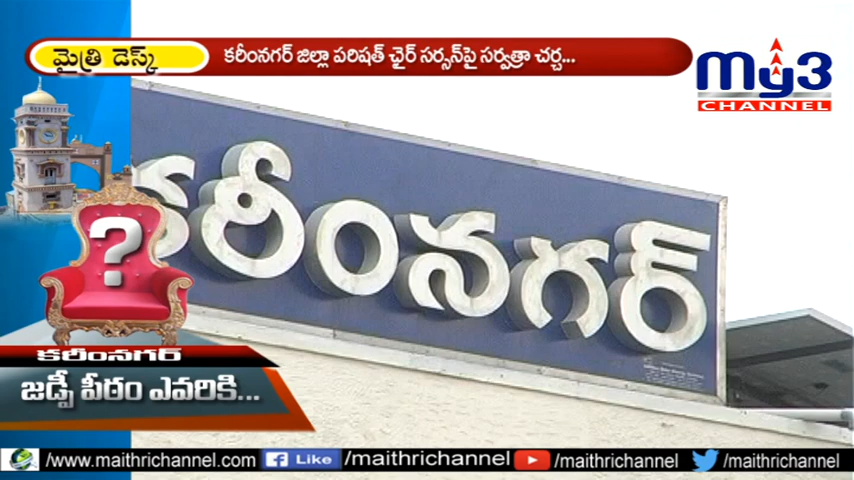 మైత్రి డెస్క్
కరీంనగర్ జిల్లా పరిషత్ ఛైర్ పర్సన్‌పై సర్వత్రా చర్చ...
My3
CHANNEL
కరీంనగర్
?
కరీంనగర్
జడ్పీ పీఠం ఎవరికి...
/www.maithrichannel.com
Like
/maithrichannel
/maithrichannel
/maithrichannel